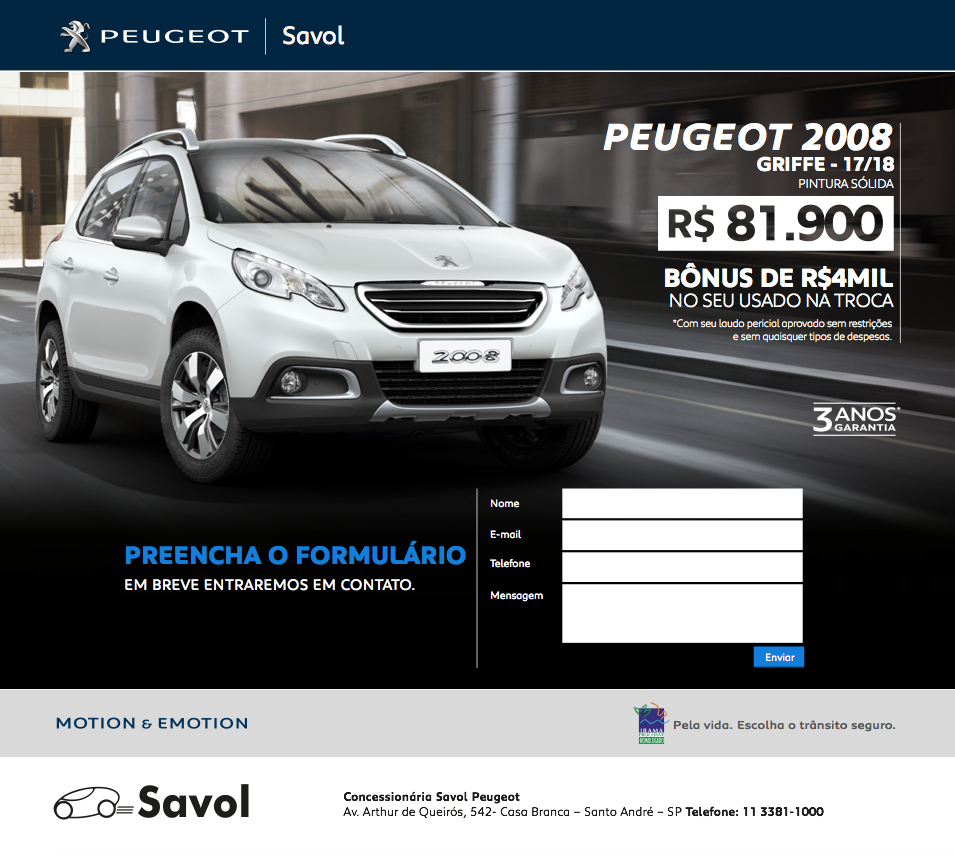 PEUGEOT
Savol
PEUGEOT 2008
GRIFFE - 17/18
PINTURA SÓLIDA
R$ 81.900
BÔNUS DE R$4MIL
NO SEU USADO NA TROCA
*Com seu laudo pericial aprovado sem restrições
e sem quaisquer tipos de despesas.
2008
3 ANOS*
GARANTIA
Nome
E-mail
PREENCHA O FORMULÁRIO
Telefone
EM BREVE ENTRAREMOS EM CONTATO.
Mensagem
Enviar
MOTION & EMOTION
IBAMA
Pela vida. Escolha o trânsito seguro.
Savol
Concessionária Savol Peugeot
Av. Arthur de Queirós, 542- Casa Branca – Santo André – SP Telefone: 11 3381-1000